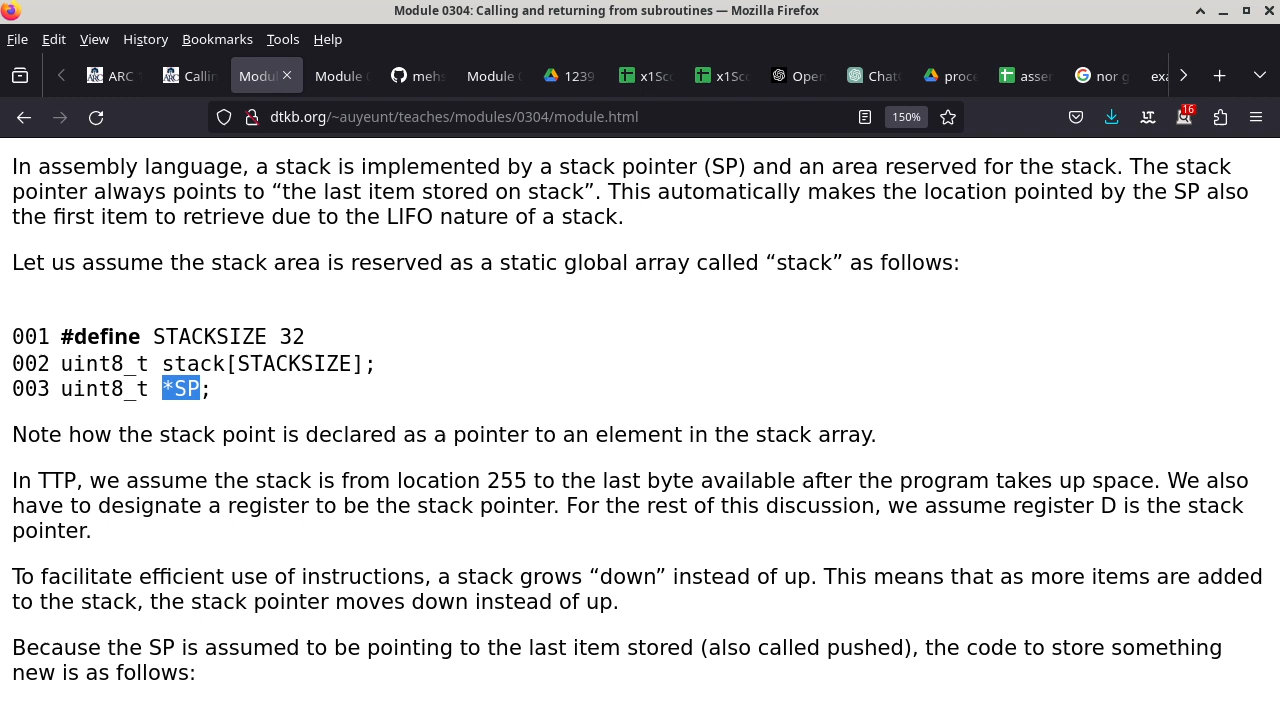 Module 0304: Calling and returning from subroutines — Mozilla Firefox
File Edit View History Bookmarks Tools Help
ARC Callin Modul Module mehs Module 1239 x1Sc x1Sc Open Chat proc asser nor g exa
dtkb.org/~auyeunt/teaches/modules/0304/module.html 150% 16
In assembly language, a stack is implemented by a stack pointer (SP) and an area reserved for the stack. The stack
pointer always points to “the last item stored on stack”. This automatically makes the location pointed by the SP also
the first item to retrieve due to the LIFO nature of a stack.
Let us assume the stack area is reserved as a static global array called “stack” as follows:
001 #define STACKSIZE 32
002 uint8_t stack[STACKSIZE];
003 uint8_t *SP;
Note how the stack point is declared as a pointer to an element in the stack array.
In TTP, we assume the stack is from location 255 to the last byte available after the program takes up space. We also
have to designate a register to be the stack pointer. For the rest of this discussion, we assume register D is the stack
pointer.
To facilitate efficient use of instructions, a stack grows “down” instead of up. This means that as more items are added
to the stack, the stack pointer moves down instead of up.
Because the SP is assumed to be pointing to the last item stored (also called pushed), the code to store something
new is as follows: